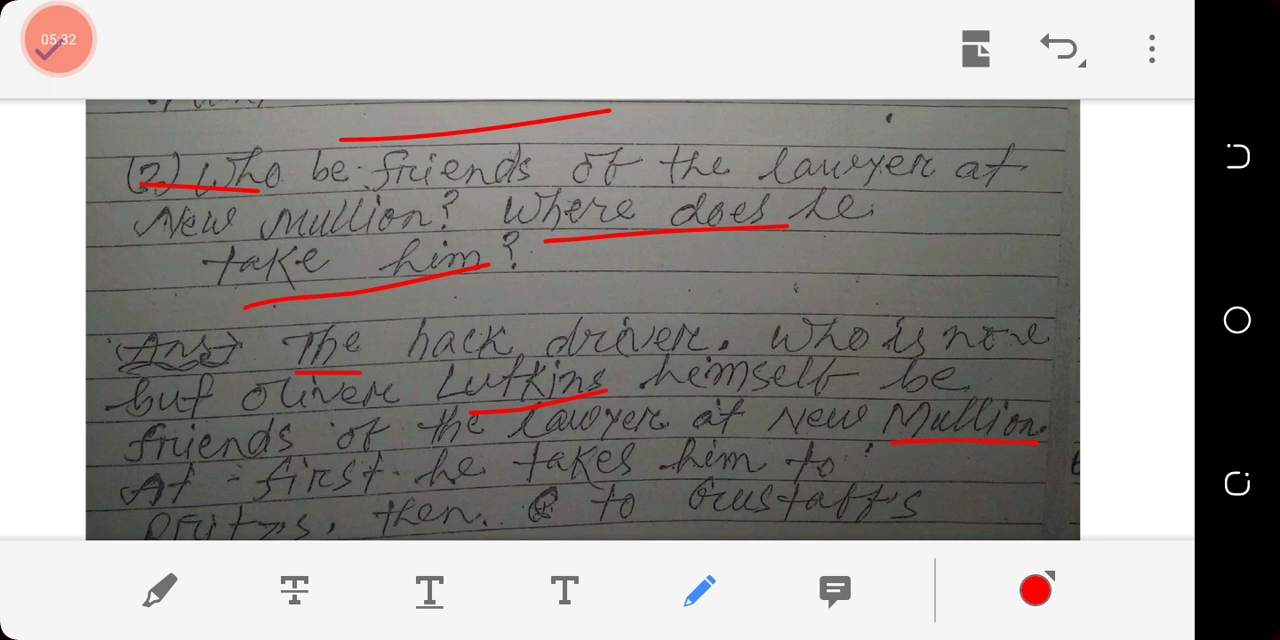 05:32
(2) Who be friends of the lawyer at
New Mullion? Where does he
take him?
Ans) The hack driver. Who is none
but Oliver Lutkins himself be
friends of the lawyer at New Mullion.
At first he takes him to
then to Gustaff's